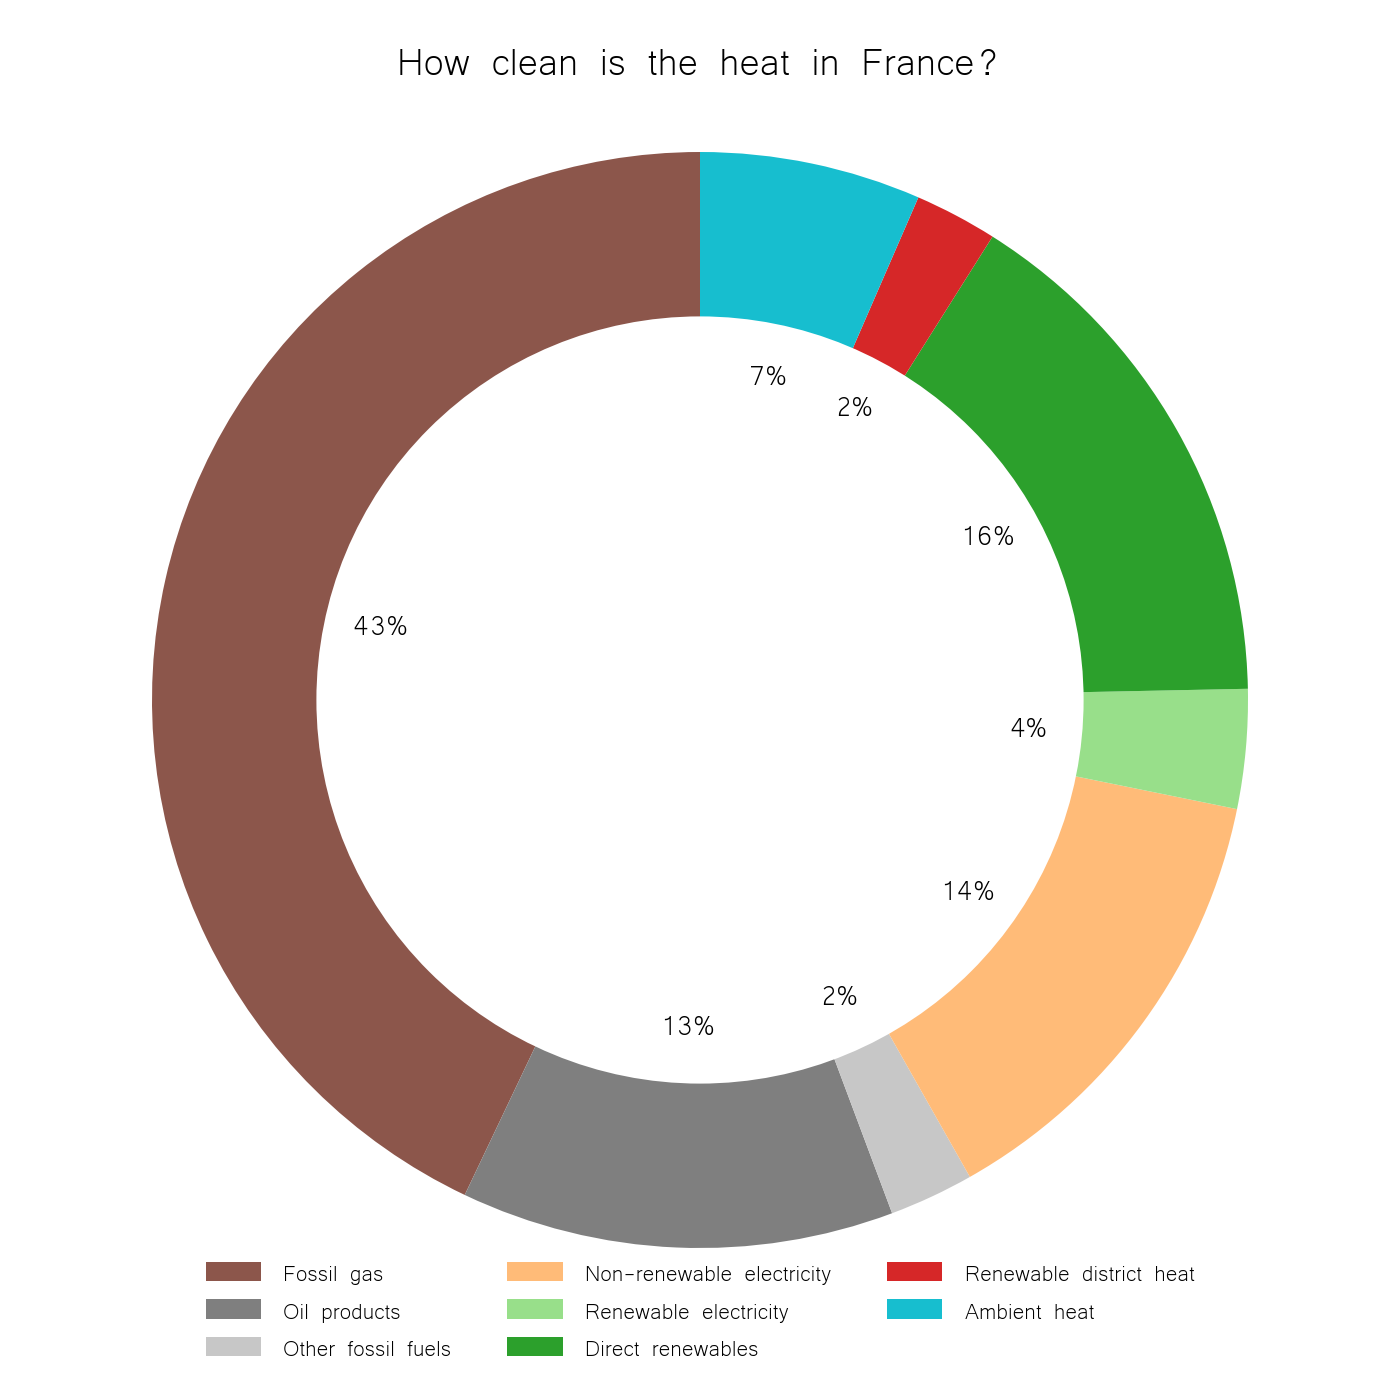 How clean is the heat in France?
7%
2%
16%
4%
14%
2%
13%
43%
Fossil gas
Oil products
Other fossil fuels
Non-renewable electricity
Renewable electricity
Direct renewables
Renewable district heat
Ambient heat